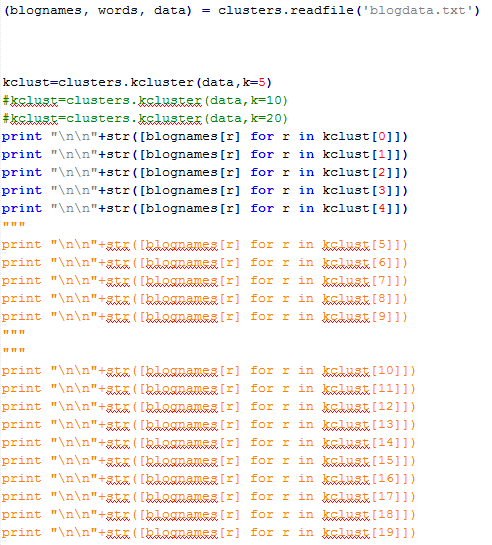 (blognames, words, data) = clusters.readfile('blogdata.txt')
kclust=clusters.kcluster(data,k=5)
#kclust=clusters.kcluster(data,k=10)
#kclust=clusters.kcluster(data,k=20)
print "\n\n"+str([blognames[r] for r in kclust[0]])
print "\n\n"+str([blognames[r] for r in kclust[1]])
print "\n\n"+str([blognames[r] for r in kclust[2]])
print "\n\n"+str([blognames[r] for r in kclust[3]])
print "\n\n"+str([blognames[r] for r in kclust[4]])
"""
print "\n\n"+str([blognames[r] for r in kclust[5]])
print "\n\n"+str([blognames[r] for r in kclust[6]])
print "\n\n"+str([blognames[r] for r in kclust[7]])
print "\n\n"+str([blognames[r] for r in kclust[8]])
print "\n\n"+str([blognames[r] for r in kclust[9]])
"""
"""
print "\n\n"+str([blognames[r] for r in kclust[10]])
print "\n\n"+str([blognames[r] for r in kclust[11]])
print "\n\n"+str([blognames[r] for r in kclust[12]])
print "\n\n"+str([blognames[r] for r in kclust[13]])
print "\n\n"+str([blognames[r] for r in kclust[14]])
print "\n\n"+str([blognames[r] for r in kclust[15]])
print "\n\n"+str([blognames[r] for r in kclust[16]])
print "\n\n"+str([blognames[r] for r in kclust[17]])
print "\n\n"+str([blognames[r] for r in kclust[18]])
print "\n\n"+str([blognames[r] for r in kclust[19]])